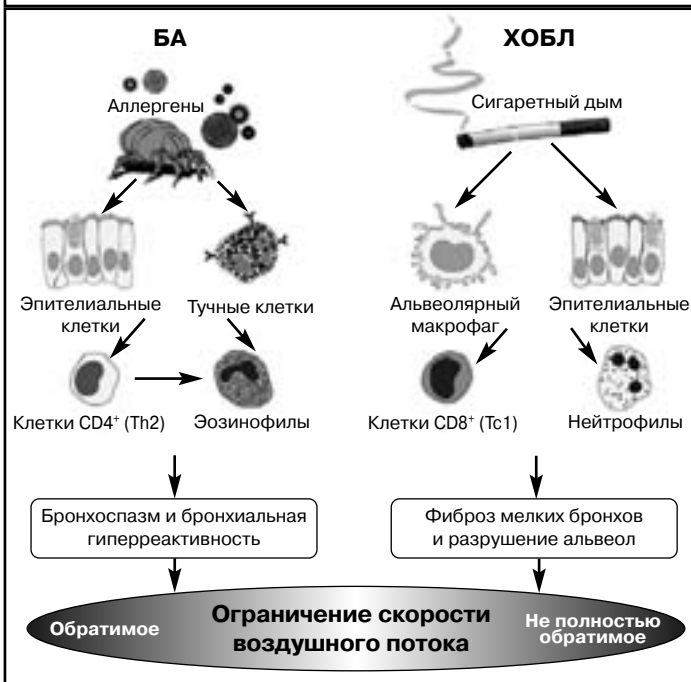 БА
ХОБЛ
Аллергены
Сигаретный дым
Эпителиальные
клетки
Тучные клетки
Альвеолярный
макрофаг
Эпителиальные
клетки
Клетки CD4⁺ (Th2)
Эозинофилы
Клетки CD8⁺ (Tc1)
Нейтрофилы
Бронхоспазм и бронхиальная
гиперреактивность
Фиброз мелких бронхов
и разрушение альвеол
Обратимое
Ограничение скорости
воздушного потока
Не полностью
обратимое